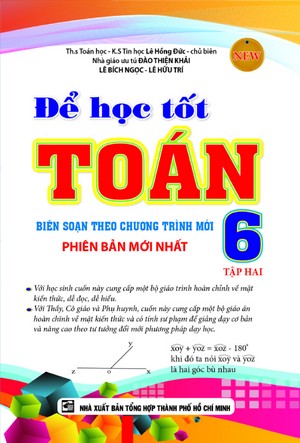 Th.s Toán học - K.S Tin học Lê Hồng Đức - chủ biên
Nhà giáo ưu tú ĐÀO THIỆN KHẢI
LÊ BÍCH NGỌC - LÊ HỮU TRÍ
NEW
Để học tốt
TOÁN
BIÊN SOẠN THEO CHƯƠNG TRÌNH MỚI
PHIÊN BẢN MỚI NHẤT
6
TẬP HAI
Với học sinh cuốn này cung cấp một bộ giáo trình hoàn chỉnh về mặt
kiến thức, dễ đọc, dễ hiểu.
Với Thầy, Cô giáo và Phụ huynh, cuốn này cung cấp một bộ giáo án
hoàn chỉnh về mặt kiến thức và có tính sư phạm để giảng dạy cơ bản
và nâng cao theo tư tưởng đổi mới phương pháp dạy học.
y
z
o
x
xoy + yoz = xoz - 180°
khi đó ta nói xoy và yoz
là hai góc bù nhau
NHÀ XUẤT BẢN TỔNG HỢP THÀNH PHỐ HỒ CHÍ MINH